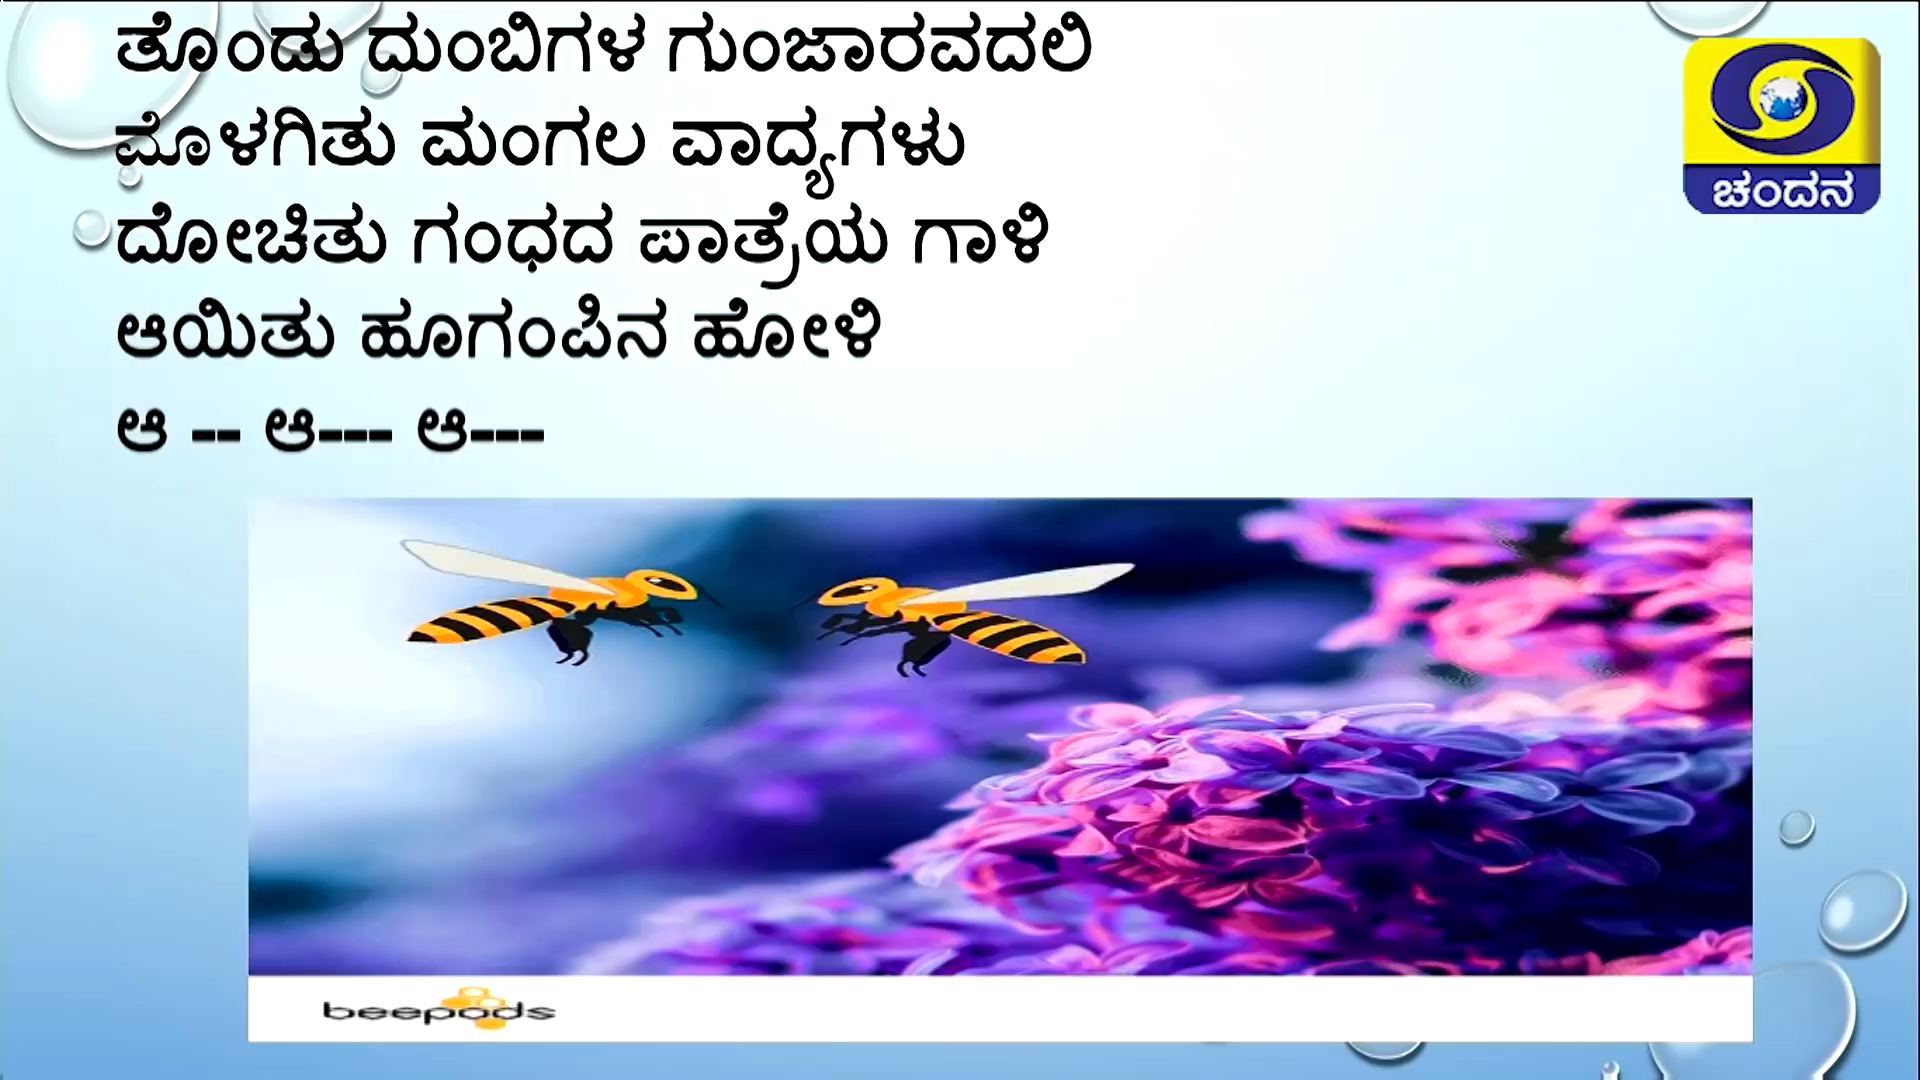 ತೊಂಡು ದುಂಬಿಗಳ ಗುಂಜಾರವದಲಿ
ಮೊಳಗಿತು ಮಂಗಲ ವಾದ್ಯಗಳು
ದೋಚಿತು ಗಂಧದ ಪಾತ್ರೆಯ ಗಾಳಿ
ಆಯಿತು ಹೂಗಂಪಿನ ಹೋಳಿ
ಆ -- ಆ--- ಆ---
ಚಂದನ
beepods